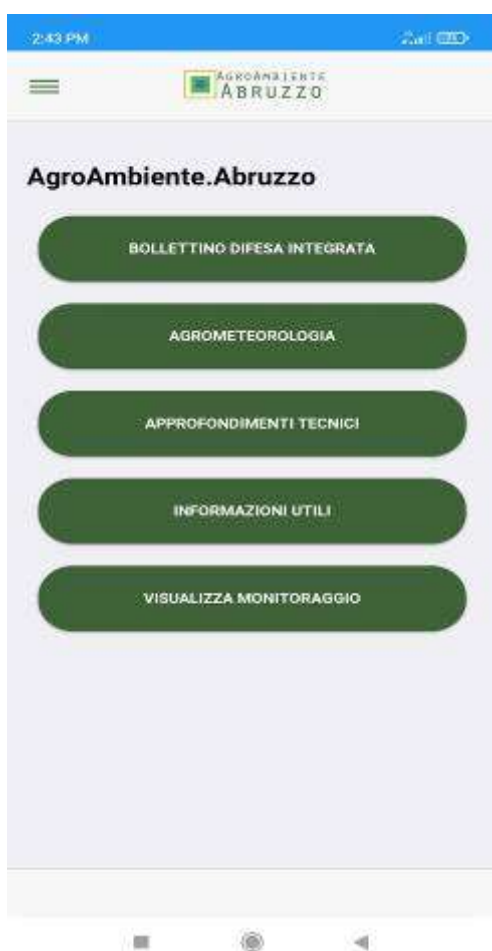 2:43 PM
AGROAMBIENTE
ABRUZZO
AgroAmbiente.Abruzzo
BOLLETTINO DIFESA INTEGRATA
AGROMETEOROLOGIA
APPROFONDIMENTI TECNICI
INFORMAZIONI UTILI
VISUALIZZA MONITORAGGIO